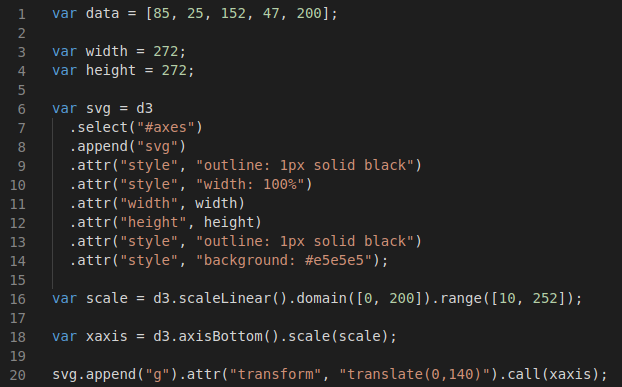 1 var data = [85, 25, 152, 47, 200];
2
3 var width = 272;
4 var height = 272;
5
6 var svg = d3
7 .select("#axes")
8 .append("svg")
9 .attr("style", "outline: 1px solid black")
10 .attr("style", "width: 100%")
11 .attr("width", width)
12 .attr("height", height)
13 .attr("style", "outline: 1px solid black")
14 .attr("style", "background: #e5e5e5");
15
16 var scale = d3.scaleLinear().domain([0, 200]).range([10, 252]);
17
18 var xaxis = d3.axisBottom().scale(scale);
19
20 svg.append("g").attr("transform", "translate(0,140)").call(xaxis);